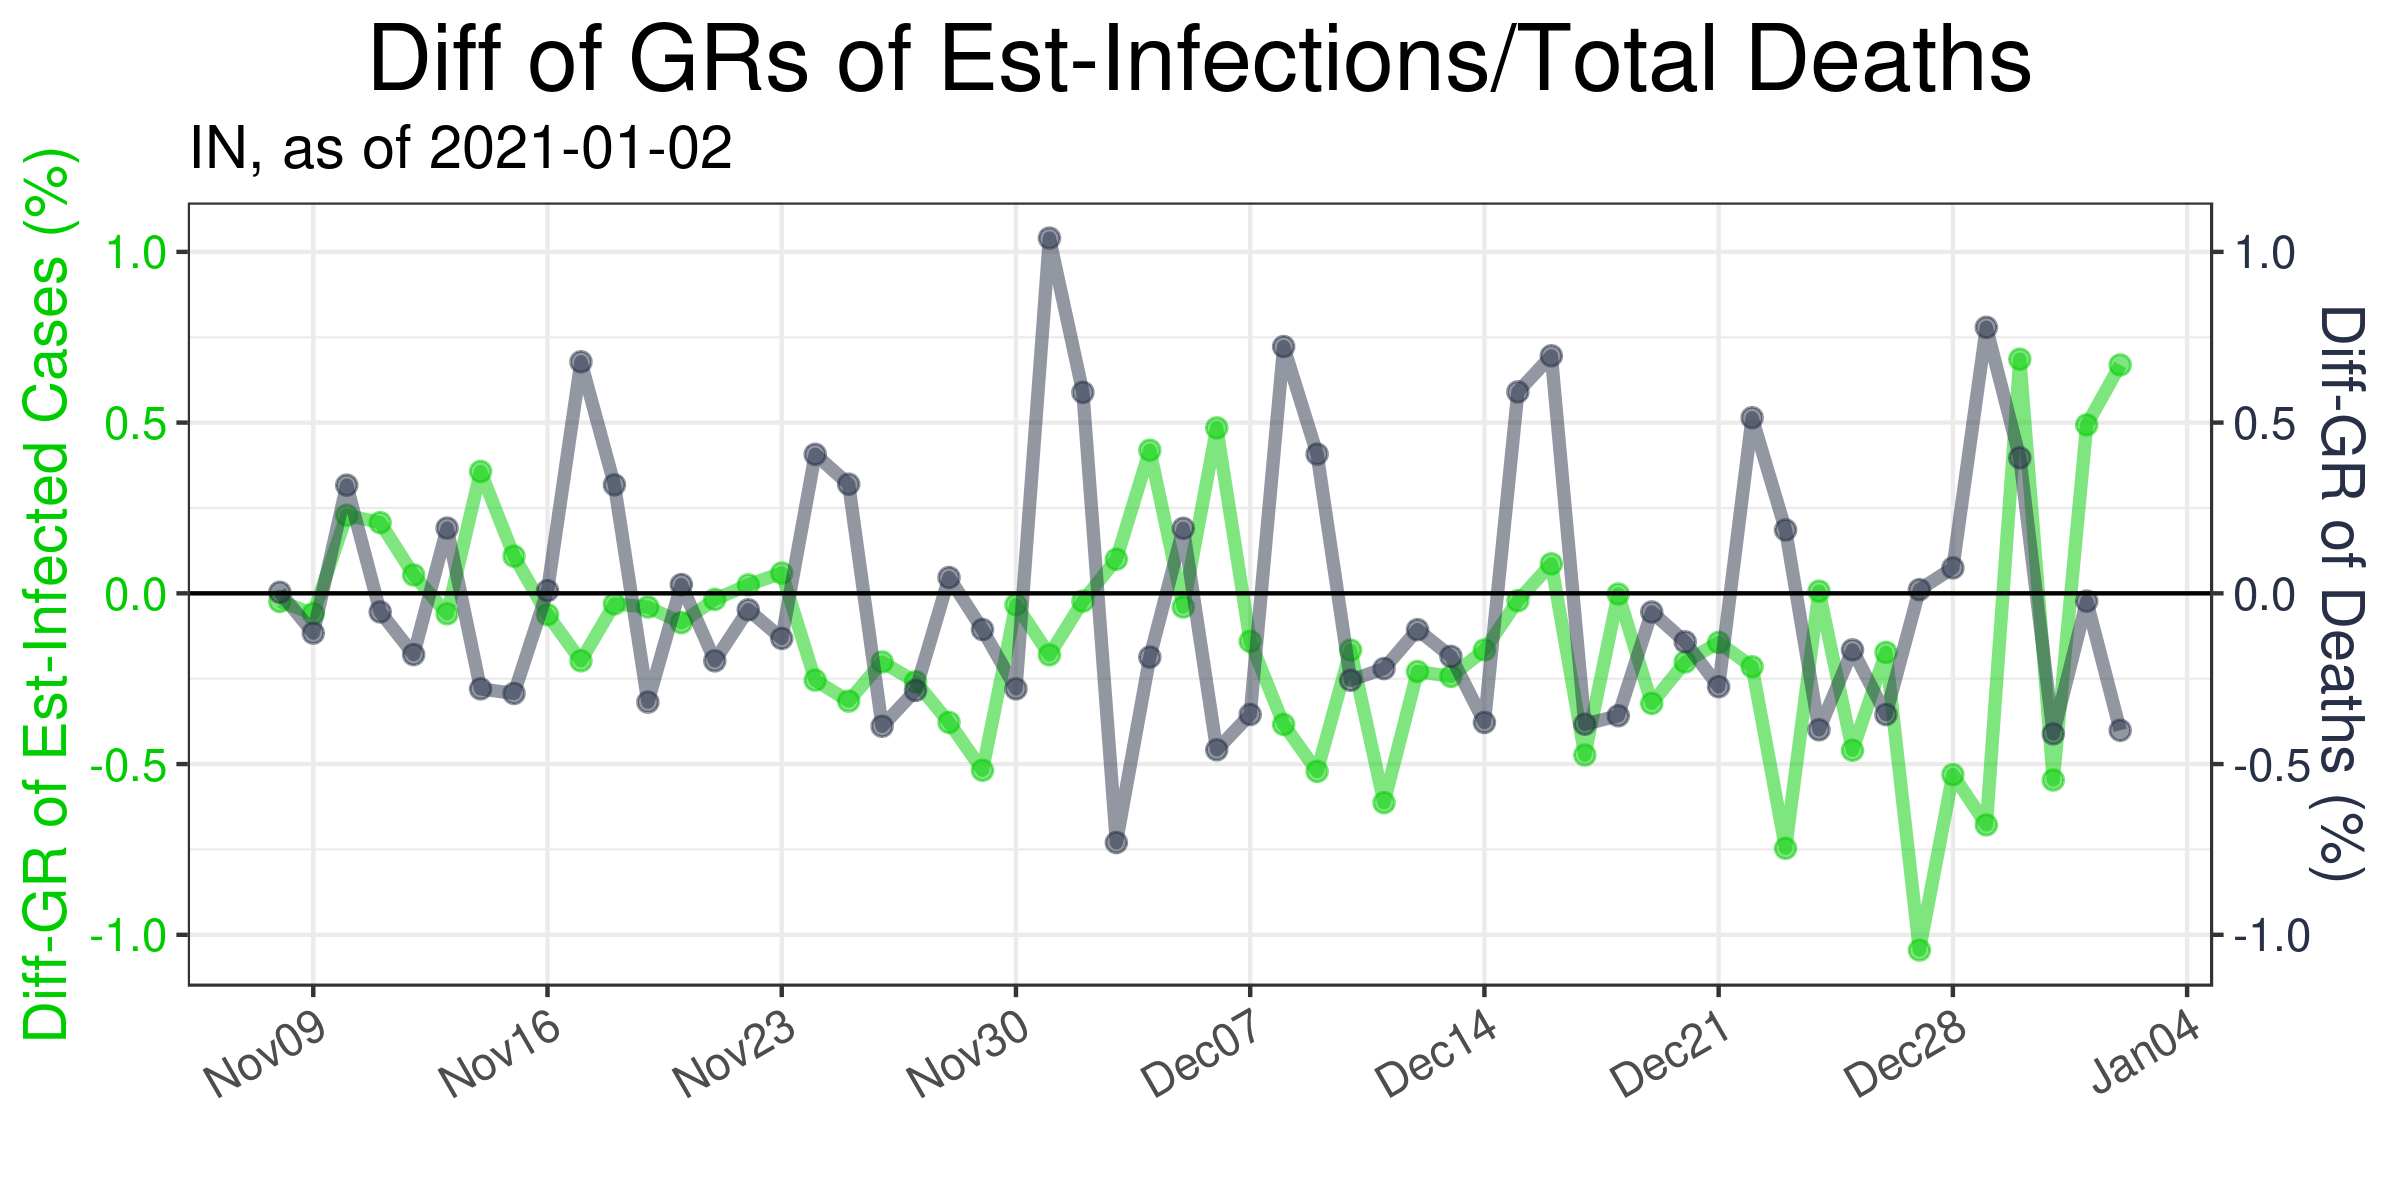 Diff of GRs of Est-Infections/Total Deaths
IN, as of 2021-01-02
Diff-GR of Est-Infected Cases (%)
1.0
0.5
0.0
-0.5
-1.0
1.0
0.5
0.0
-0.5
-1.0
Diff-GR of Deaths (%)
Nov09
Nov16
Nov23
Nov30
Dec07
Dec14
Dec21
Dec28
Jan04